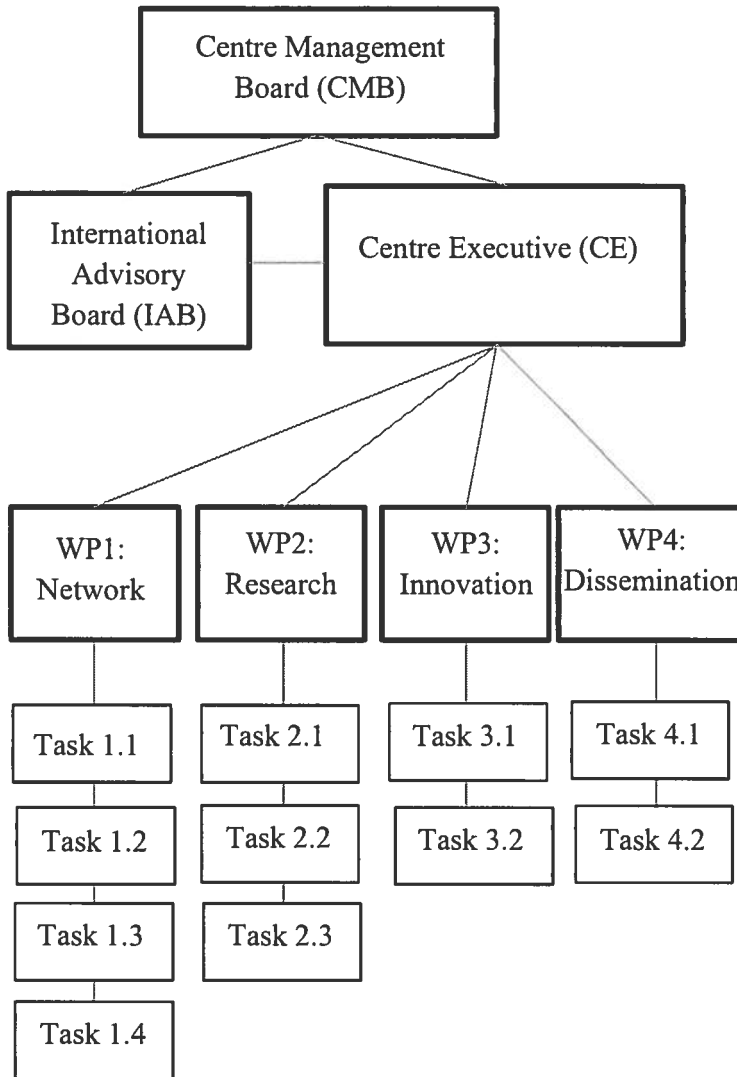 Centre Management
Board (CMB)
International
Advisory
Board (IAB)
Centre Executive (CE)
WP1:
Network
WP2:
Research
WP3:
Innovation
WP4:
Dissemination
Task 1.1
Task 2.1
Task 3.1
Task 4.1
Task 1.2
Task 2.2
Task 3.2
Task 4.2
Task 1.3
Task 2.3
Task 1.4